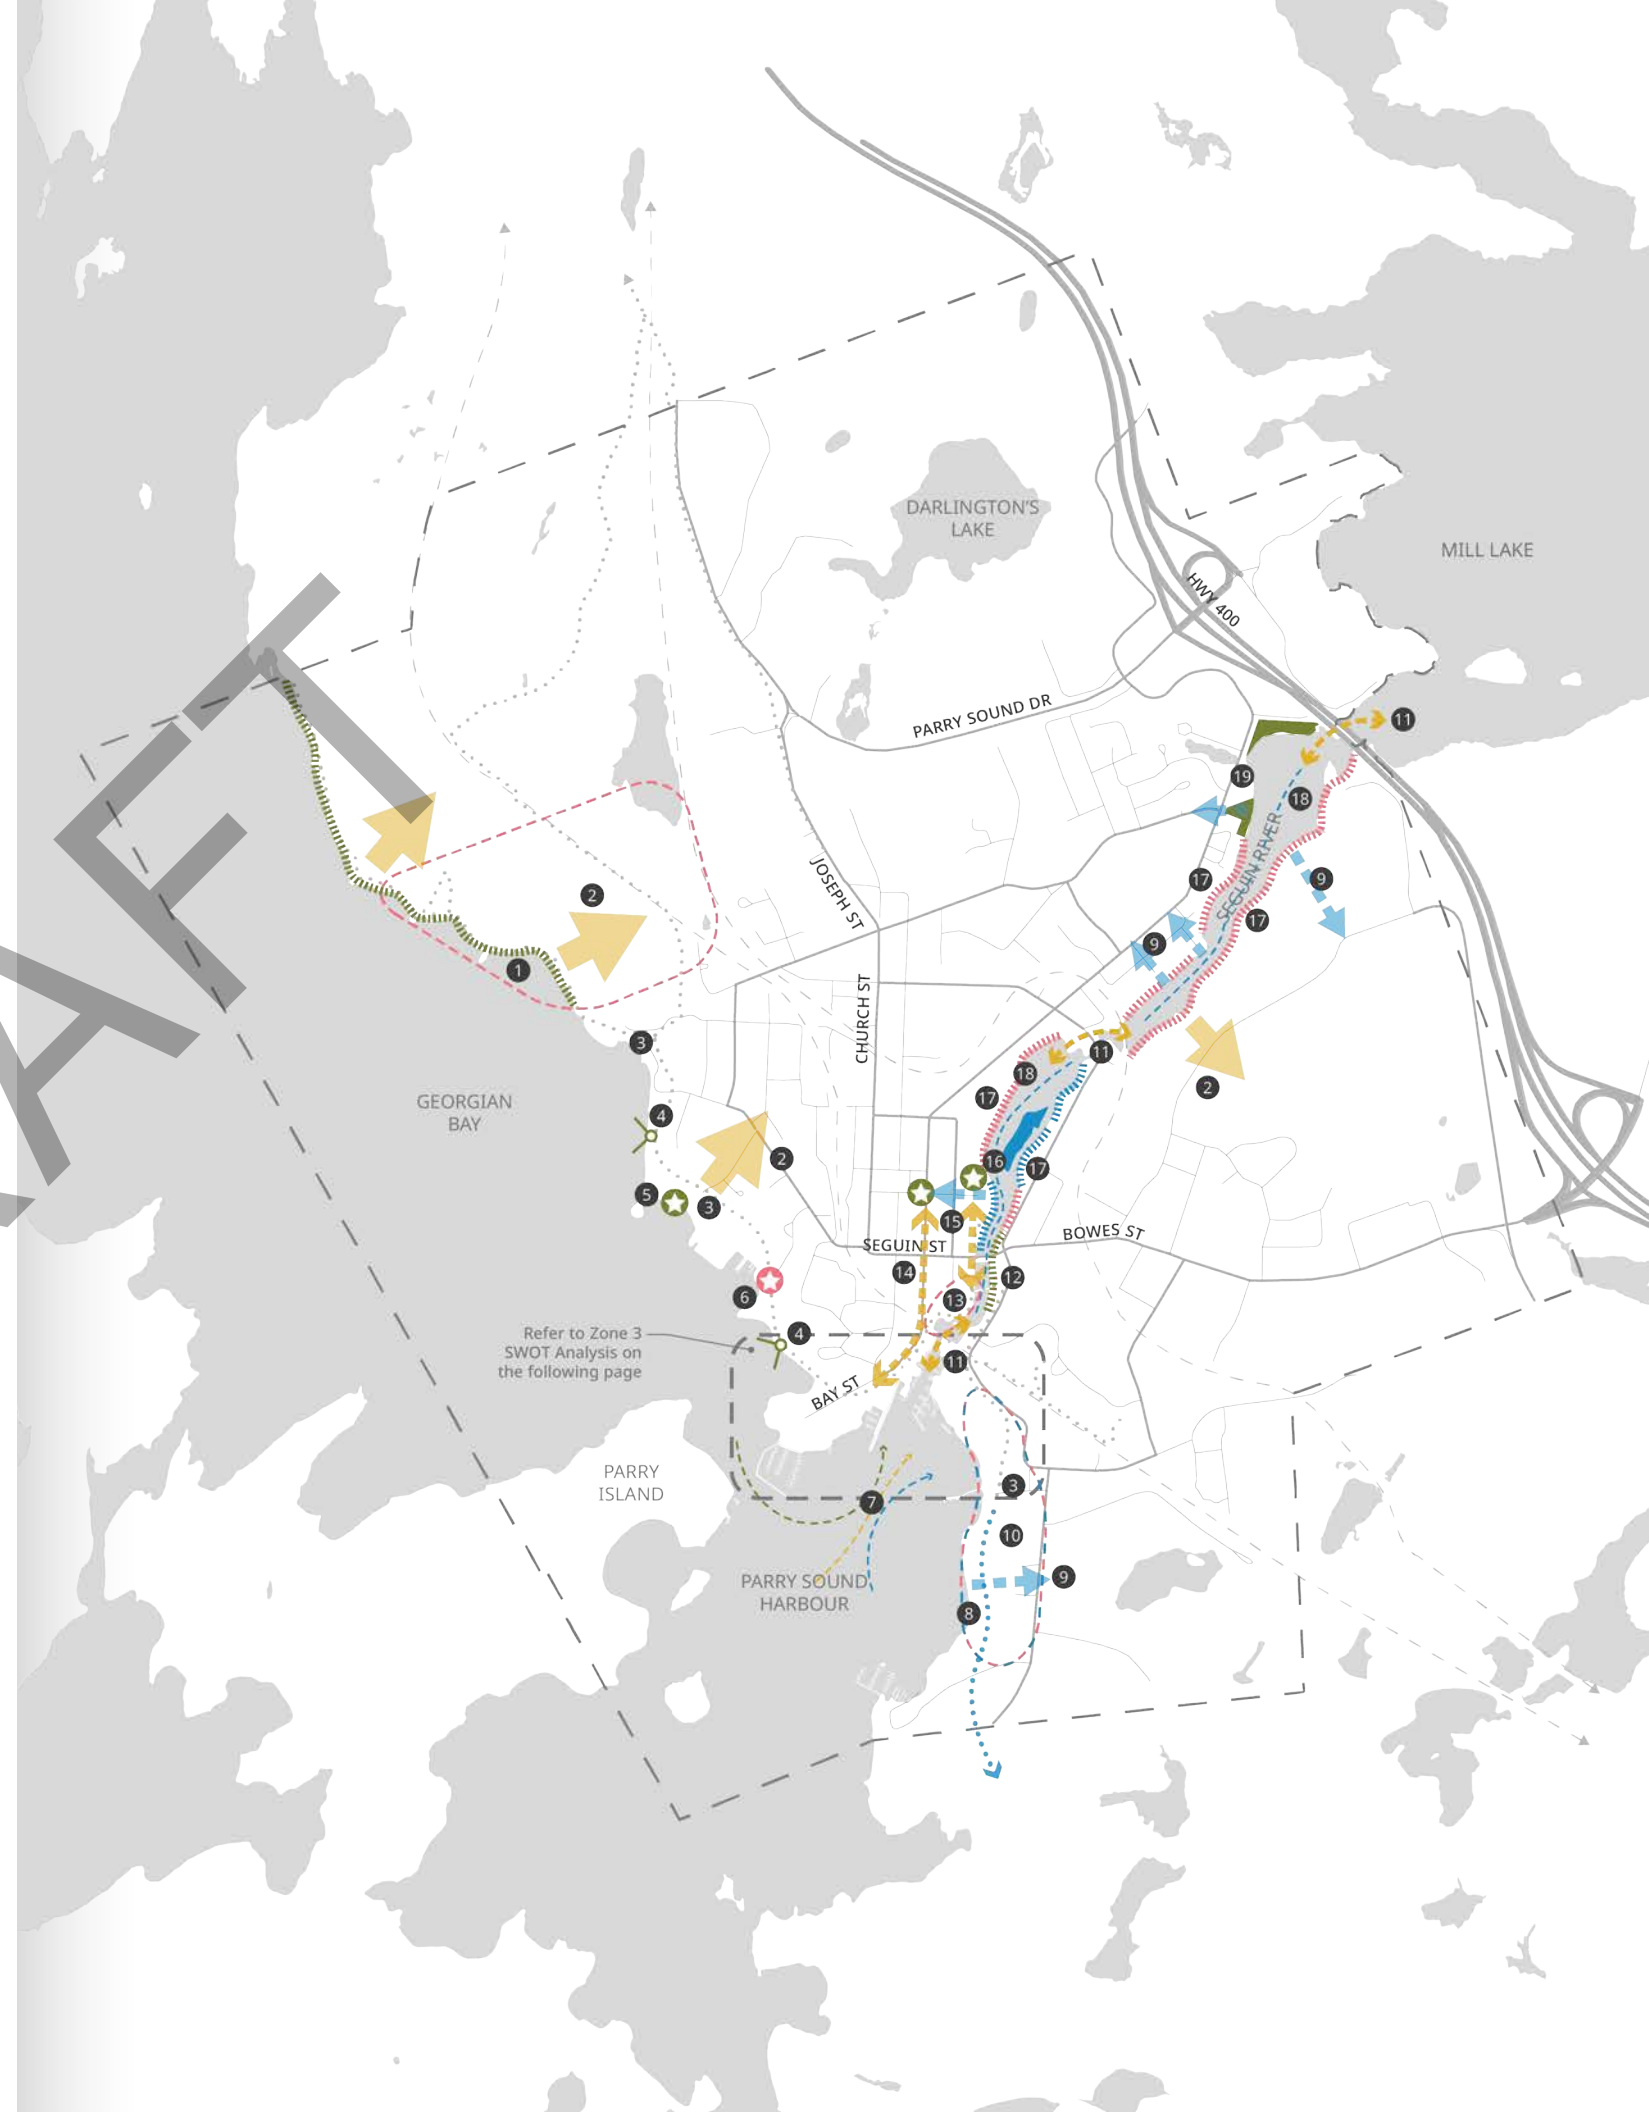 DARLINGTON'S
LAKE
MILL LAKE
HWY 400
PARRY SOUND DR
11
19
18
SEGUIN RIVER
JOSEPH ST
17
9
2
17
9
1
CHURCH ST
3
11
18
2
17
GEORGIAN
BAY
4
2
16
17
5
3
15
BOWES ST
SEGUIN ST
14
12
6
13
Refer to Zone 3
SWOT Analysis on
the following page
4
11
BAY ST
PARRY
ISLAND
3
7
10
PARRY SOUND
HARBOUR
9
8
AFT